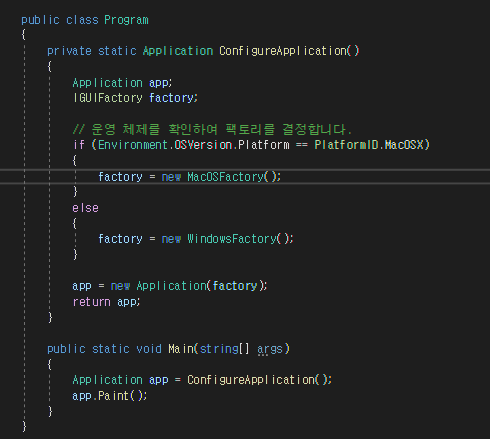 public class Program
{
private static Application ConfigureApplication()
{
Application app;
IGUIFactory factory;
// 운영 체제를 확인하여 팩토리를 결정합니다.
if (Environment.OSVersion.Platform == PlatformID.MacOSX)
{
factory = new MacOSFactory();
}
else
{
factory = new WindowsFactory();
}
app = new Application(factory);
return app;
}
public static void Main(string[] args)
{
Application app = ConfigureApplication();
app.Paint();
}
}